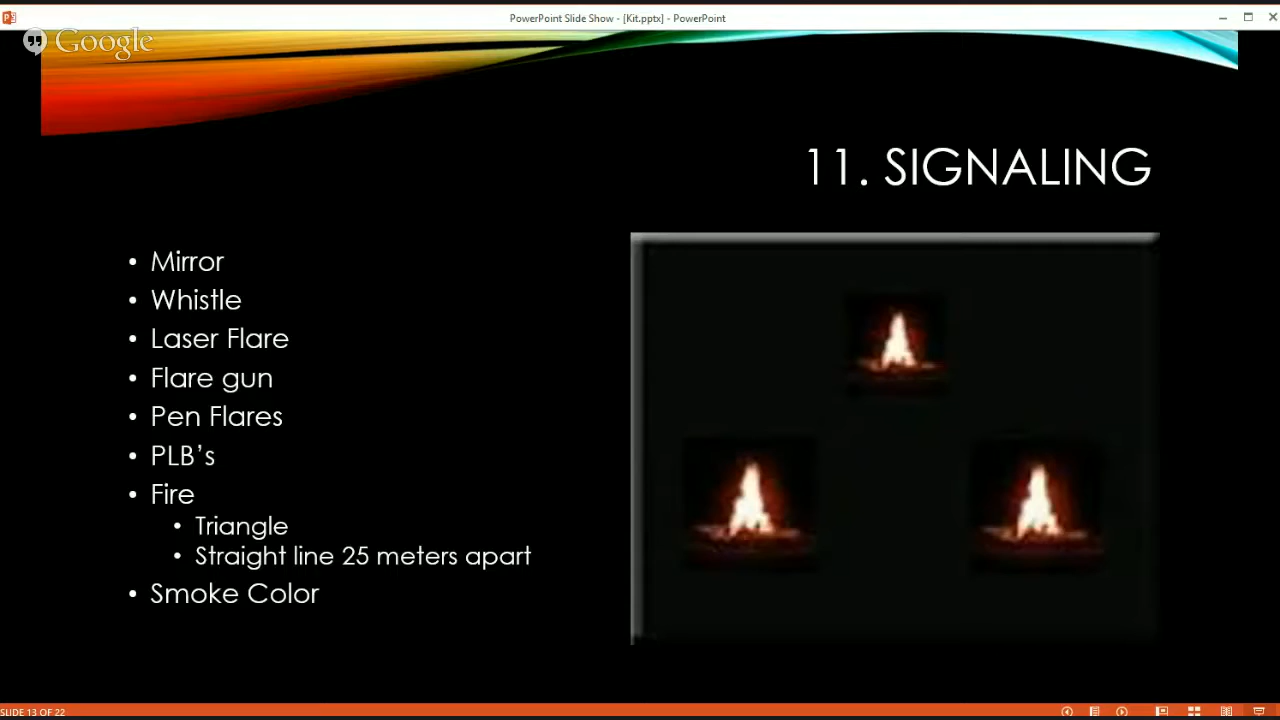 PowerPoint Slide Show - [Kit.pptx] - PowerPoint
Google
11. SIGNALING
• Mirror
• Whistle
• Laser Flare
• Flare gun
• Pen Flares
• PLB’s
• Fire
• Triangle
• Straight line 25 meters apart
• Smoke Color
SLIDE 13 OF 22